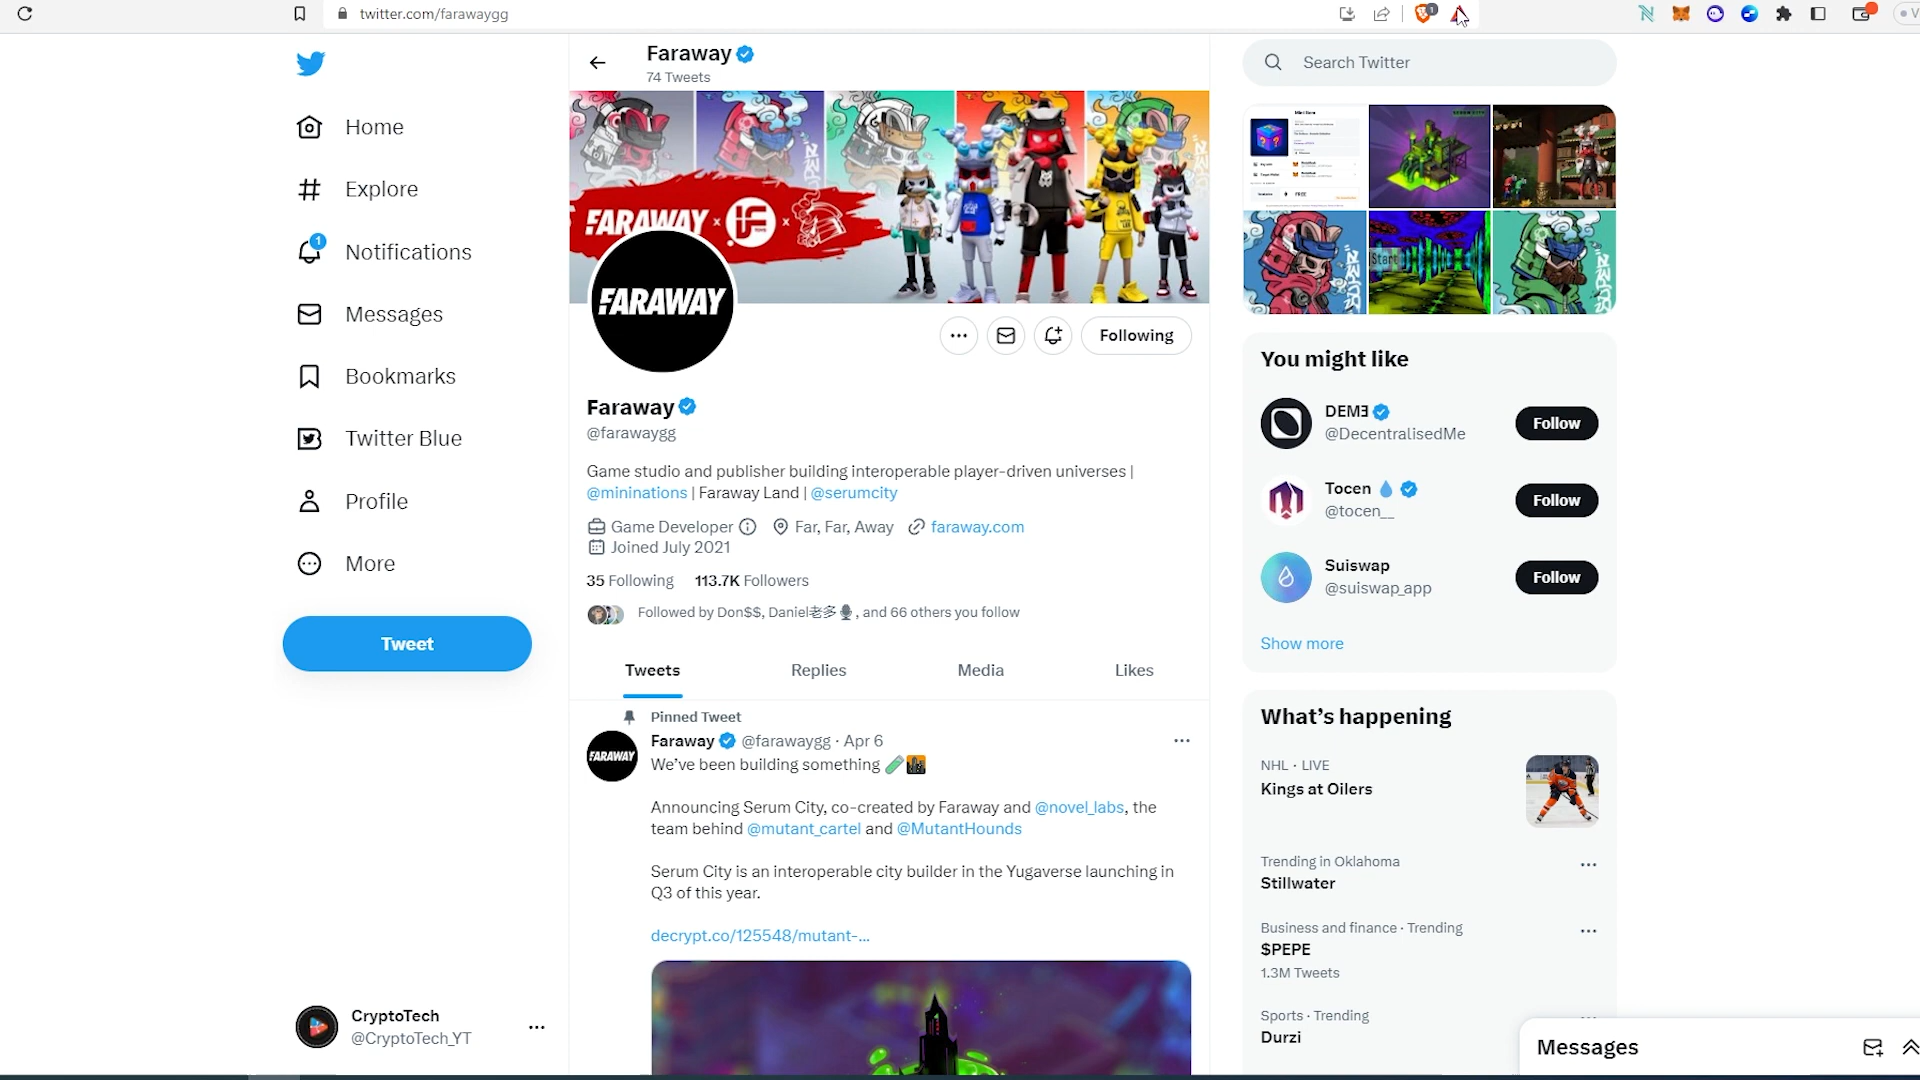 twitter.com/farawaygg
1
Faraway
74 Tweets
Search Twitter
Home
Explore
1
Notifications
Messages
Bookmarks
Twitter Blue
Profile
More
Tweet
CryptoTech
@CryptoTech_YT
FARAWAY x
FARAWAY
Following
Faraway
@farawaygg
Game studio and publisher building interoperable player-driven universes |
@mininations | Faraway Land | @serumcity
Game Developer Far, Far, Away faraway.com
Joined July 2021
35 Following 113.7K Followers
Followed by Don$$, Daniel老多🎙, and 66 others you follow
Tweets Replies Media Likes
Pinned Tweet
FARAWAY
Faraway @farawaygg · Apr 6
We've been building something
Announcing Serum City, co-created by Faraway and @novel_labs, the
team behind @mutant_cartel and @MutantHounds
Serum City is an interoperable city builder in the Yugaverse launching in
Q3 of this year.
decrypt.co/125548/mutant-...
FREE
Start
SUPER
SUPER
You might like
DEMƎ
@DecentralisedMe
Follow
Tocen
@tocen__
Follow
Suiswap
@suiswap_app
Follow
Show more
What's happening
NHL · LIVE
Kings at Oilers
Trending in Oklahoma
Stillwater
Business and finance · Trending
$PEPE
1.3M Tweets
Sports · Trending
Durzi
Messages